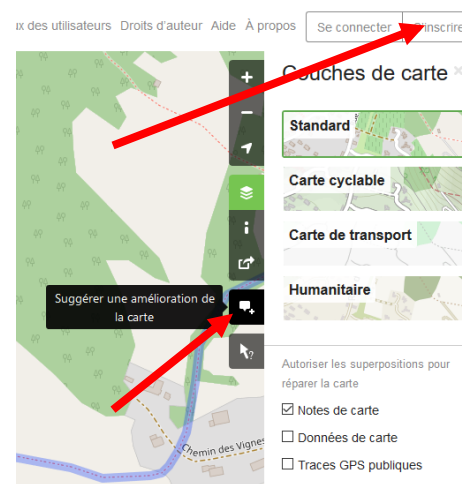 ux des utilisateurs Droits d'auteur Aide À propos Se connecter S'inscrire
Couches de carte ×
+
−
Standard
Carte cyclable
i
Carte de transport
Humanitaire
Suggérer une amélioration de
la carte
?
Autoriser les superpositions pour
réparer la carte
Notes de carte
Données de carte
Traces GPS publiques
Chemin des Vignes